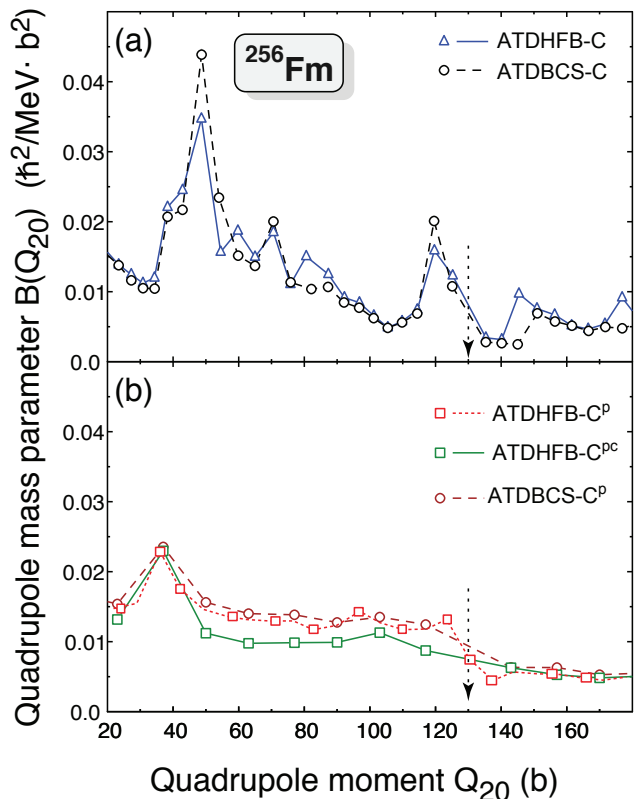 (a)
²⁵⁶Fm
ATDHFB-C
ATDBCS-C
0.04
0.03
0.02
0.01
0.0
(b)
ATDHFB-Cᵖ
ATDHFB-Cᵖᶜ
ATDBCS-Cᵖ
0.04
0.03
0.02
0.01
0.0
20 40 60 80 100 120 140 160
Quadrupole moment Q₂₀ (b)
Quadrupole mass parameter B(Q₂₀) (ħ²/MeV· b²)